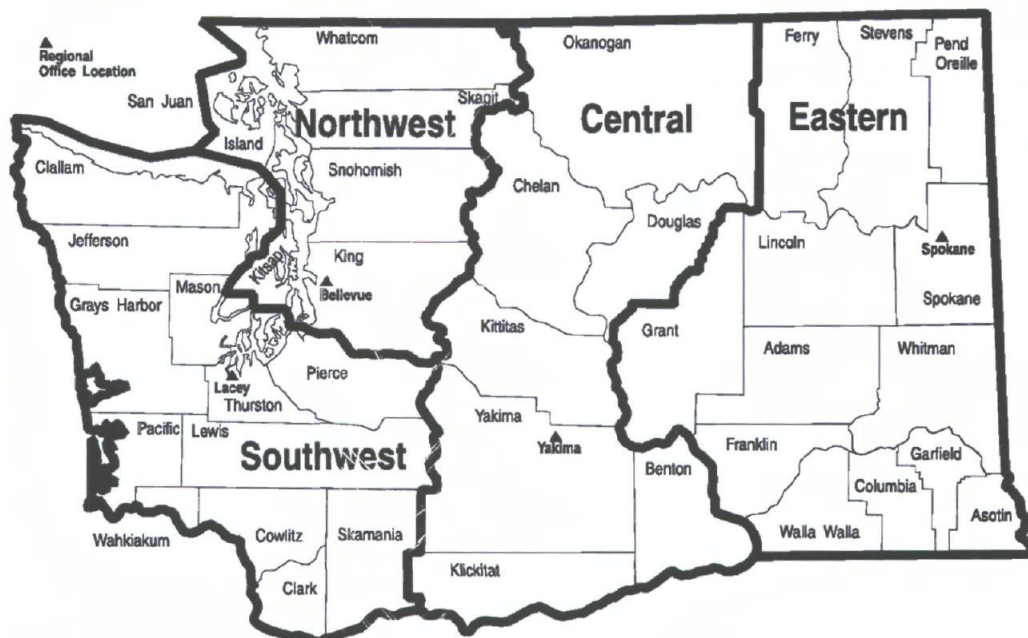 Regional
Office Location
San Juan
Whatcom
Skagit
Northwest
Island
Snohomish
King
Kitsap
Bellevue
Okanogan
Central
Chelan
Douglas
Kittitas
Yakima
Yakima
Benton
Klickitat
Ferry
Stevens
Pend
Oreille
Eastern
Lincoln
Spokane
Spokane
Grant
Adams
Whitman
Franklin
Garfield
Columbia
Walla Walla
Asotin
Clallam
Jefferson
Mason
Grays Harbor
Pierce
Lacey
Thurston
Pacific
Lewis
Southwest
Wahkiakum
Cowlitz
Skamania
Clark